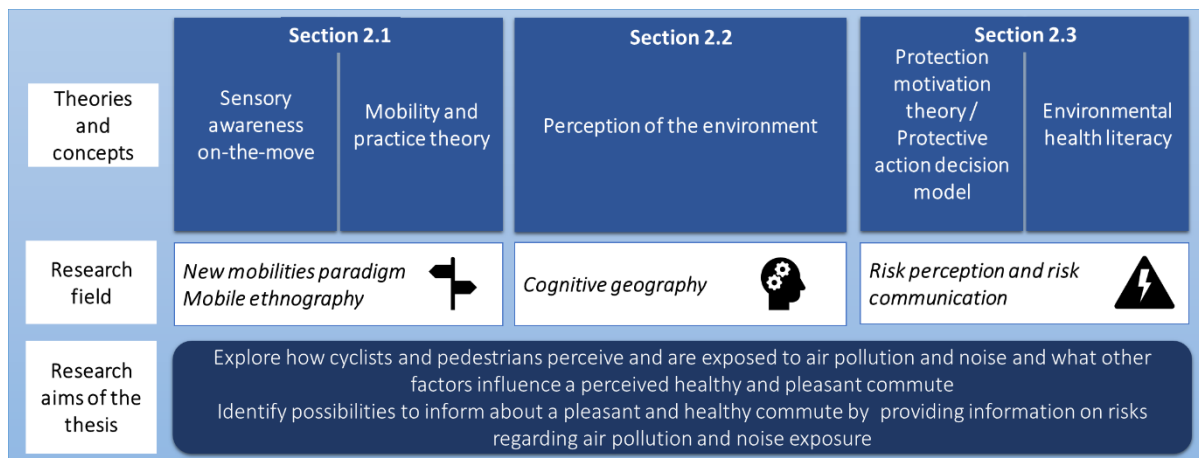 Section 2.1
Section 2.2
Section 2.3
Theories
and
concepts
Sensory
awareness
on-the-move
Mobility and
practice theory
Perception of the environment
Protection
motivation
theory /
Protective
action decision
model
Environmental
health literacy
Research
field
New mobilities paradigm
Mobile ethnography
Cognitive geography
Risk perception and risk
communication
Research
aims of the
thesis
Explore how cyclists and pedestrians perceive and are exposed to air pollution and noise and what other
factors influence a perceived healthy and pleasant commute
Identify possibilities to inform about a pleasant and healthy commute by providing information on risks
regarding air pollution and noise exposure